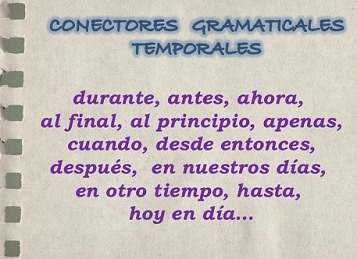 CONECTORES GRAMATICALES
TEMPORALES
durante, antes, ahora,
al final, al principio, apenas,
cuando, desde entonces,
después, en nuestros días,
en otro tiempo, hasta,
hoy en día...